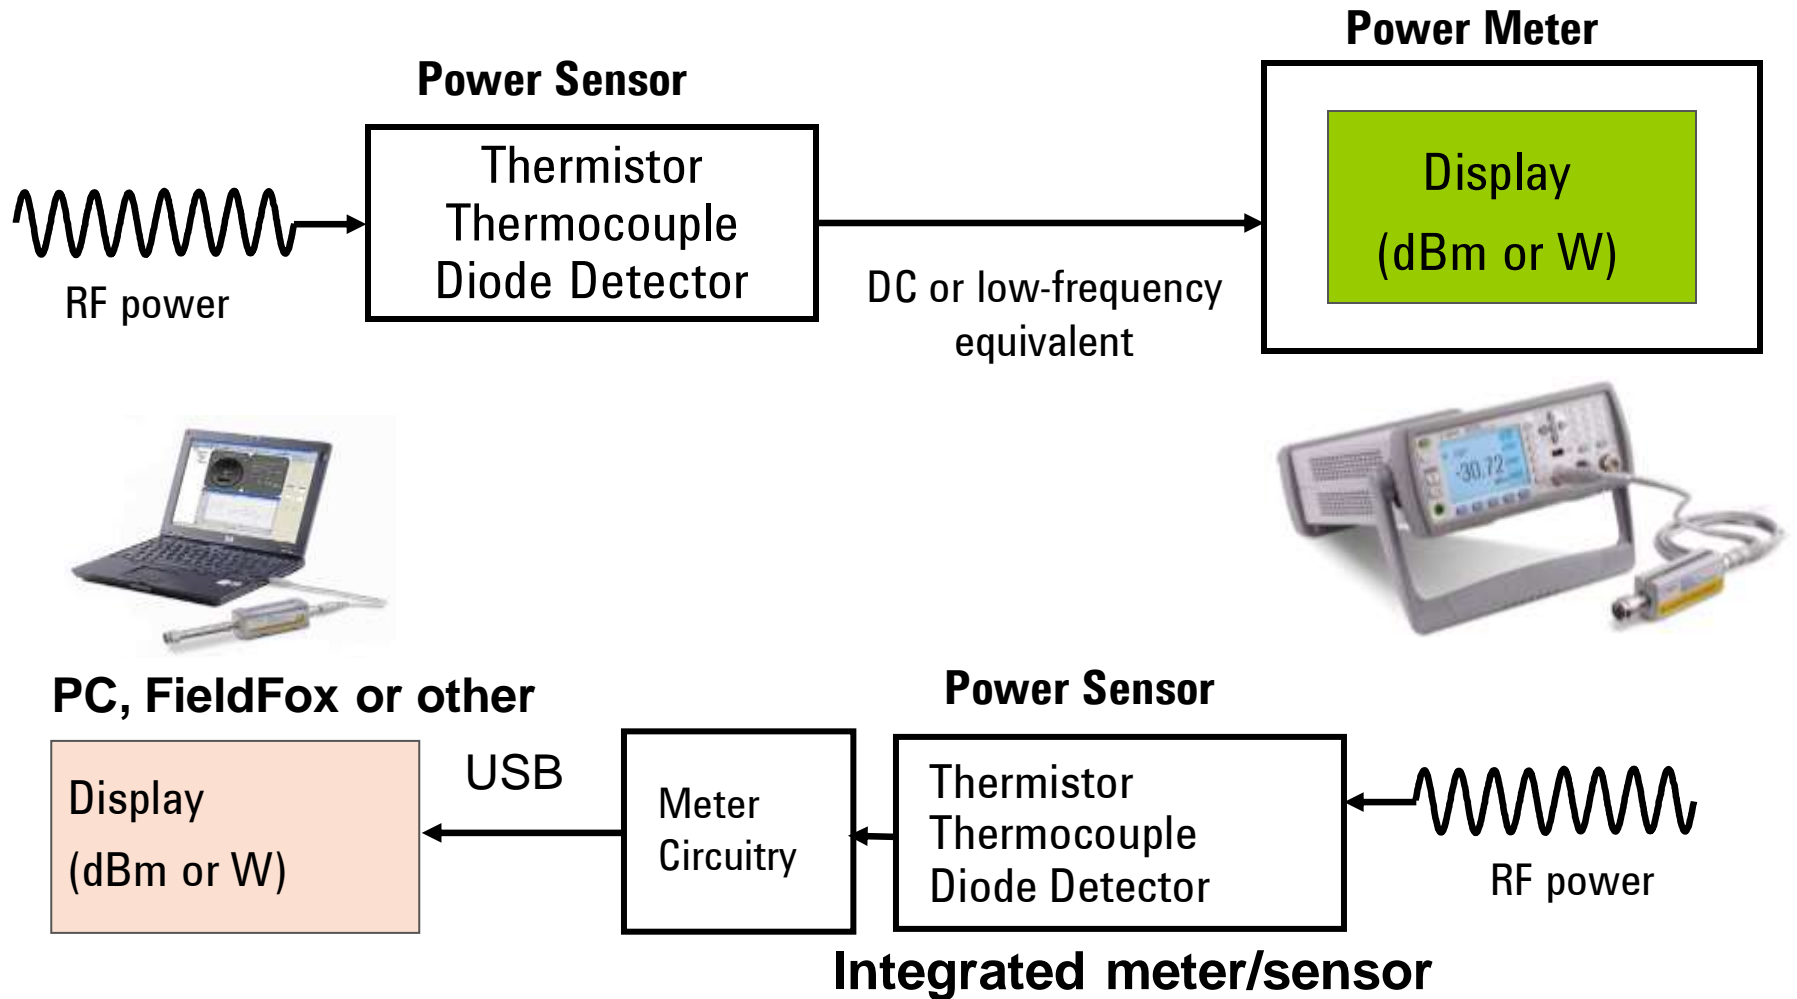 Power Meter
Power Sensor
Thermistor
Thermocouple
Diode Detector
Display
(dBm or W)
RF power
DC or low-frequency
equivalent
-30.72
PC, FieldFox or other
Power Sensor
Display
(dBm or W)
USB
Meter
Circuitry
Thermistor
Thermocouple
Diode Detector
RF power
Integrated meter/sensor